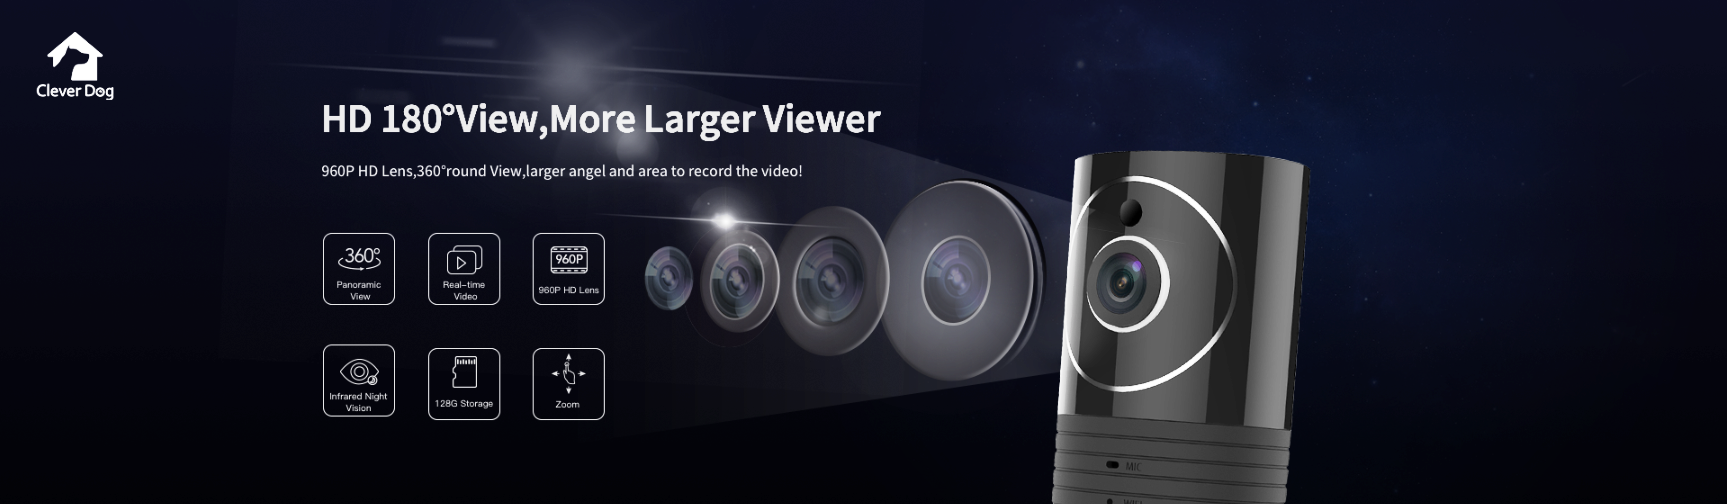 Clever Dog
HD 180°View,More Larger Viewer
960P HD Lens,360°round View,larger angel and area to record the video!
360°
Panoramic
View
Real-time
Video
960P
960P HD Lens
Infrared Night
Vision
128G Storage
Zoom
MIC